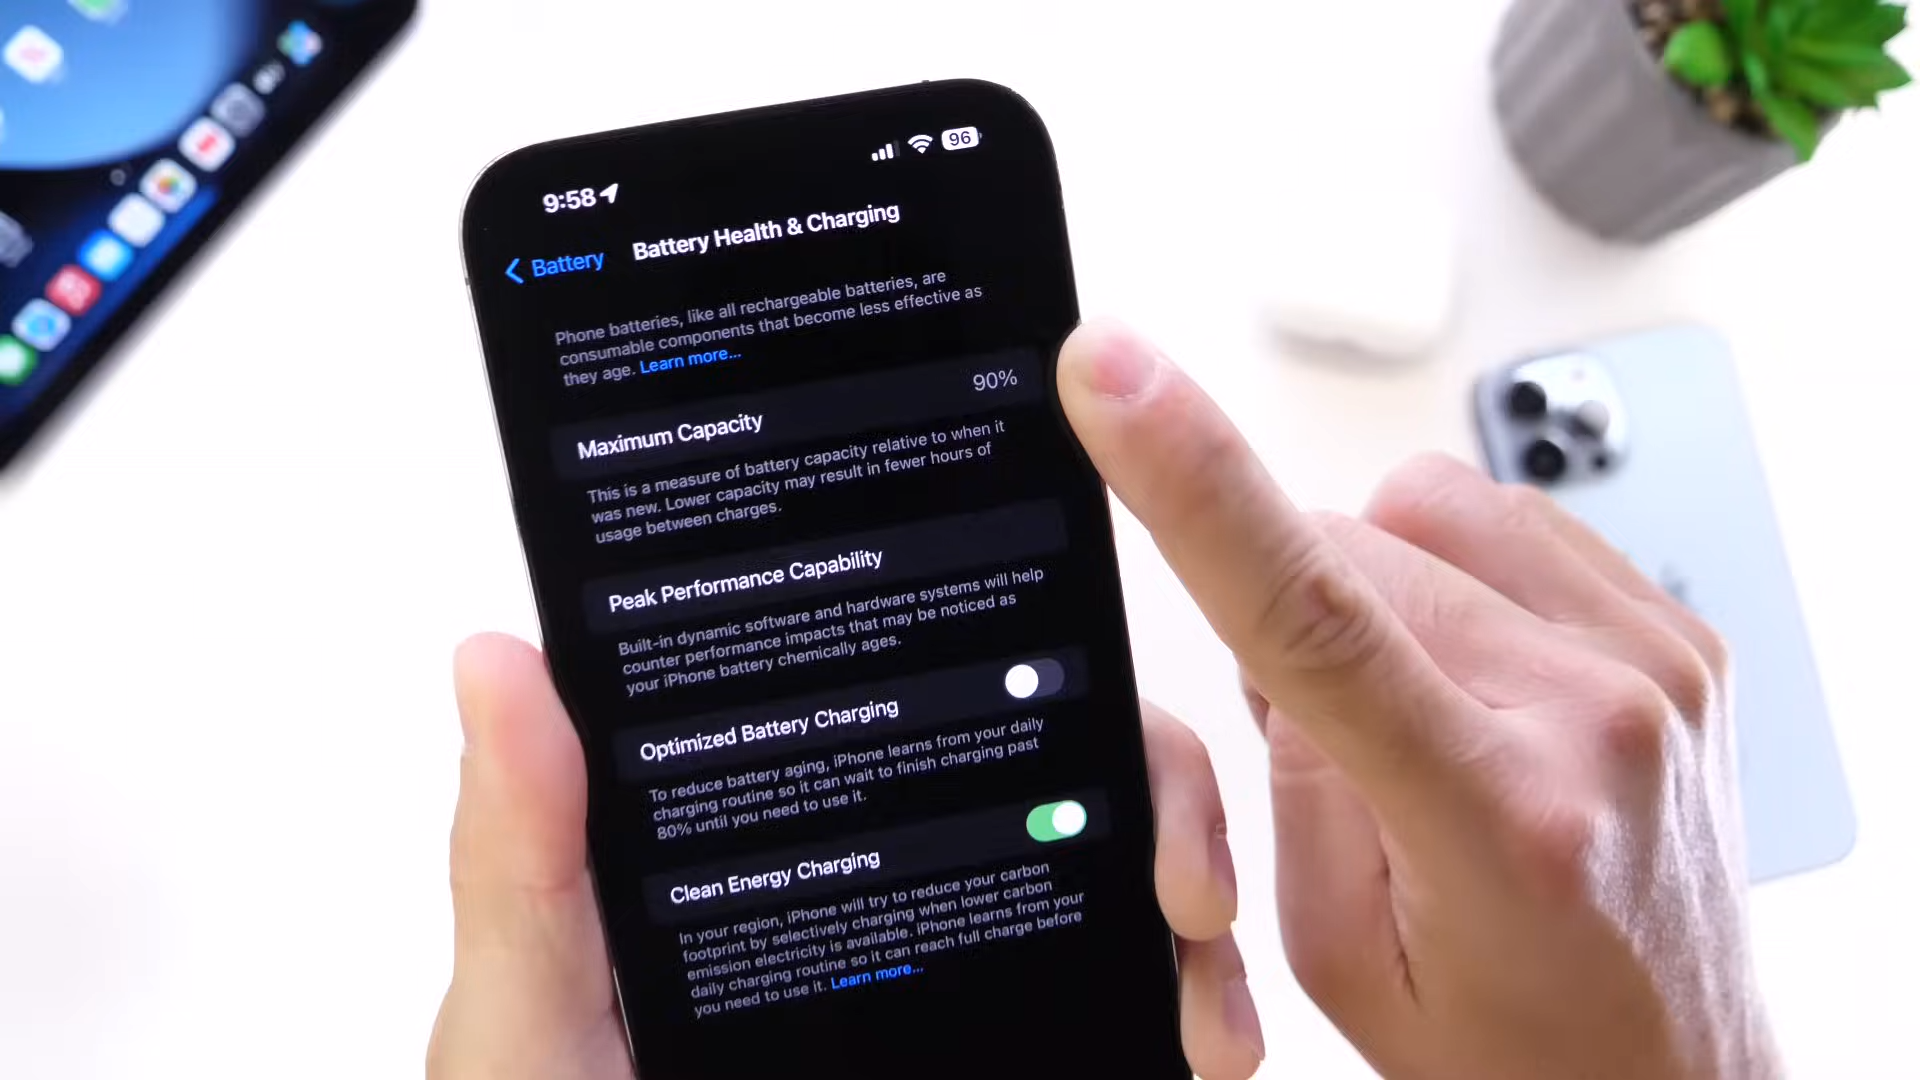 9:58
96
Battery
Battery Health & Charging
Phone batteries, like all rechargeable batteries, are
consumable components that become less effective as
they age. Learn more...
Maximum Capacity
90%
This is a measure of battery capacity relative to when it
was new. Lower capacity may result in fewer hours of
usage between charges.
Peak Performance Capability
Built-in dynamic software and hardware systems will help
counter performance impacts that may be noticed as
your iPhone battery chemically ages.
Optimized Battery Charging
To reduce battery aging, iPhone learns from your daily
charging routine so it can wait to finish charging past
80% until you need to use it.
Clean Energy Charging
In your region, iPhone will try to reduce your carbon
footprint by selectively charging when lower carbon
emission electricity is available. iPhone learns from your
daily charging routine so it can reach full charge before
you need to use it. Learn more...